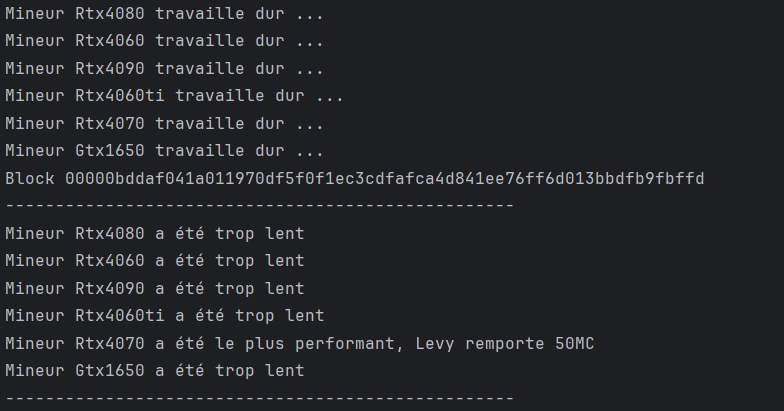 Mineur Rtx4080 travaille dur ...
Mineur Rtx4060 travaille dur ...
Mineur Rtx4090 travaille dur ...
Mineur Rtx4060ti travaille dur ...
Mineur Rtx4070 travaille dur ...
Mineur Gtx1650 travaille dur ...
Block 00000bddaf041a011970df5f0f1ec3cdfafca4d841ee76ff6d013bbdfb9fbffd
---------------------------------------------------
Mineur Rtx4080 a été trop lent
Mineur Rtx4060 a été trop lent
Mineur Rtx4090 a été trop lent
Mineur Rtx4060ti a été trop lent
Mineur Rtx4070 a été le plus performant, Levy remporte 50MC
Mineur Gtx1650 a été trop lent
---------------------------------------------------